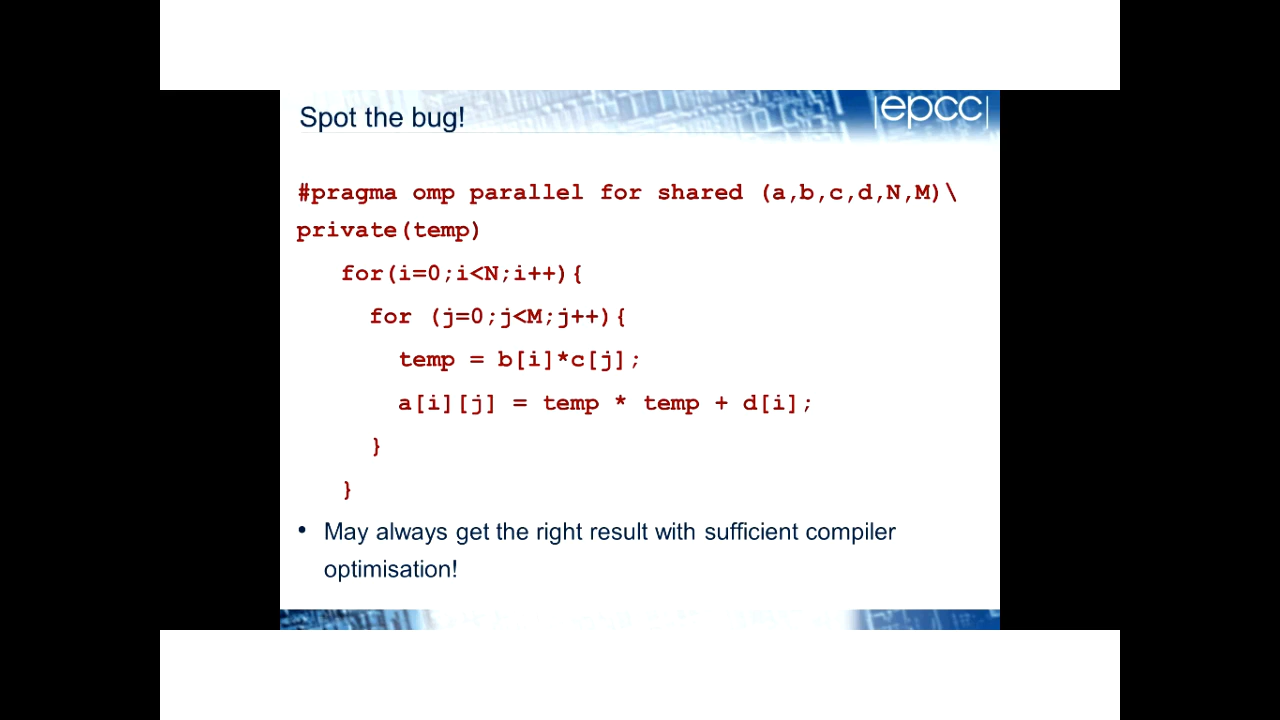 Spot the bug!
|epcc|
#pragma omp parallel for shared (a,b,c,d,N,M)\
private(temp)
for(i=0;i<N;i++){
for (j=0;j<M;j++){
temp = b[i]*c[j];
a[i][j] = temp * temp + d[i];
}
}
• May always get the right result with sufficient compiler
optimisation!